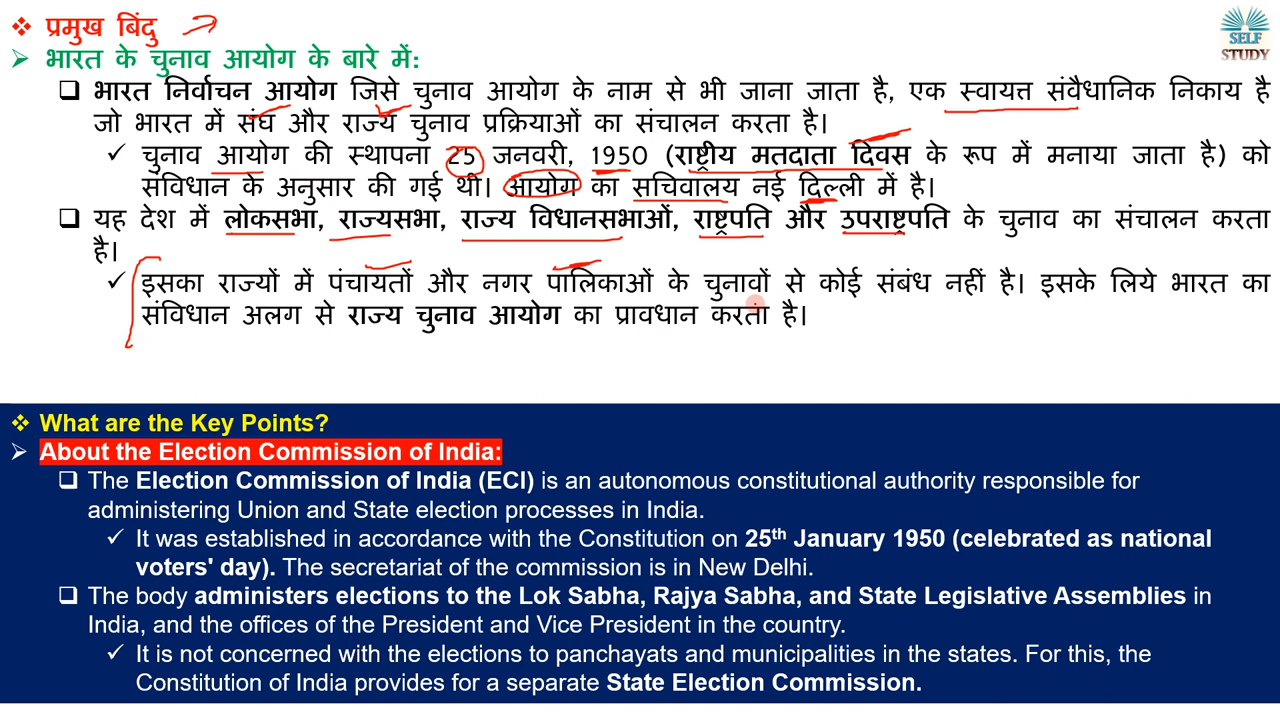 ❖ प्रमुख बिंदु
SELF
STUDY
➢ भारत के चुनाव आयोग के बारे में:
❑ भारत निर्वाचन आयोग जिसे चुनाव आयोग के नाम से भी जाना जाता है, एक स्वायत्त संवैधानिक निकाय है
जो भारत में संघ और राज्य चुनाव प्रक्रियाओं का संचालन करता है।
✓ चुनाव आयोग की स्थापना 25 जनवरी, 1950 (राष्ट्रीय मतदाता दिवस के रूप में मनाया जाता है) को
संविधान के अनुसार की गई थी। आयोग का सचिवालय नई दिल्ली में है।
❑ यह देश में लोकसभा, राज्यसभा, राज्य विधानसभाओं, राष्ट्रपति और उपराष्ट्रपति के चुनाव का संचालन करता
है।
✓ इसका राज्यों में पंचायतों और नगर पालिकाओं के चुनावों से कोई संबंध नहीं है। इसके लिये भारत का
संविधान अलग से राज्य चुनाव आयोग का प्रावधान करता है।
❖ What are the Key Points?
➢ About the Election Commission of India:
❑ The Election Commission of India (ECI) is an autonomous constitutional authority responsible for
administering Union and State election processes in India.
✓ It was established in accordance with the Constitution on 25th January 1950 (celebrated as national
voters' day). The secretariat of the commission is in New Delhi.
❑ The body administers elections to the Lok Sabha, Rajya Sabha, and State Legislative Assemblies in
India, and the offices of the President and Vice President in the country.
✓ It is not concerned with the elections to panchayats and municipalities in the states. For this, the
Constitution of India provides for a separate State Election Commission.